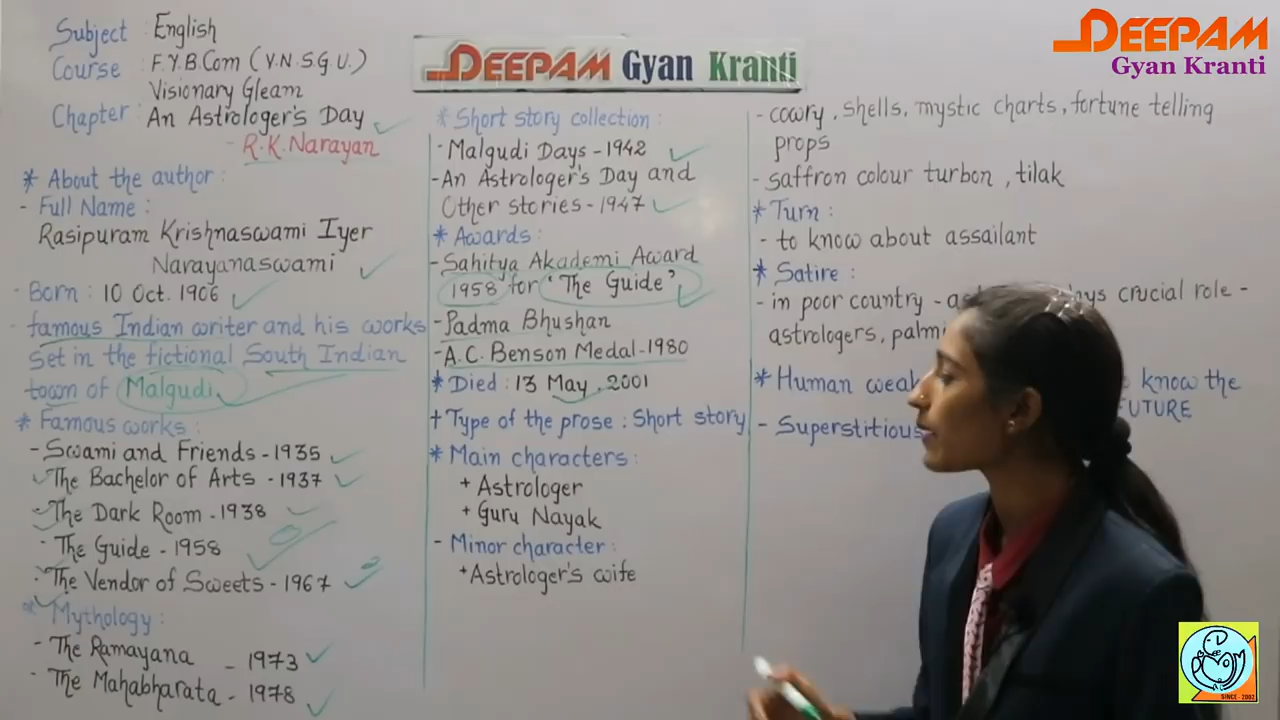 Subject : English
Course : F.Y.B.Com (V.N.S.G.U.)
Visionary Gleam
Chapter : An Astrologer's Day
- R.K.Narayan
* About the author :
- Full Name :
Rasipuram Krishnaswami Iyer
Narayanaswami
- Born : 10 Oct. 1906
- famous Indian writer and his works
set in the fictional South Indian
town of Malgudi
* Famous works :
- Swami and Friends - 1935
- The Bachelor of Arts - 1937
- The Dark Room - 1938
- The Guide - 1958
- The Vendor of Sweets - 1967
* Mythology :
- The Ramayana - 1973
- The Mahabharata - 1978
DEEPAM Gyan Kranti
* Short story collection :
- Malgudi Days - 1942
- An Astrologer's Day and
Other stories - 1947
* Awards :
- Sahitya Akademi Award
1958 for 'The Guide'
- Padma Bhushan
- A.C. Benson Medal - 1980
* Died : 13 May, 2001
+ Type of the prose : Short story
* Main characters :
+ Astrologer
+ Guru Nayak
- Minor character :
+ Astrologer's wife
DEEPAM
Gyan Kranti
- cowry, shells, mystic charts, fortune telling
props
- saffron colour turbon, tilak
* Turn :
- to know about assailant
* Satire :
- in poor country - crucial role -
astrologers,
* Human know the
FUTURE
- Superstitious
SINCE - 2002